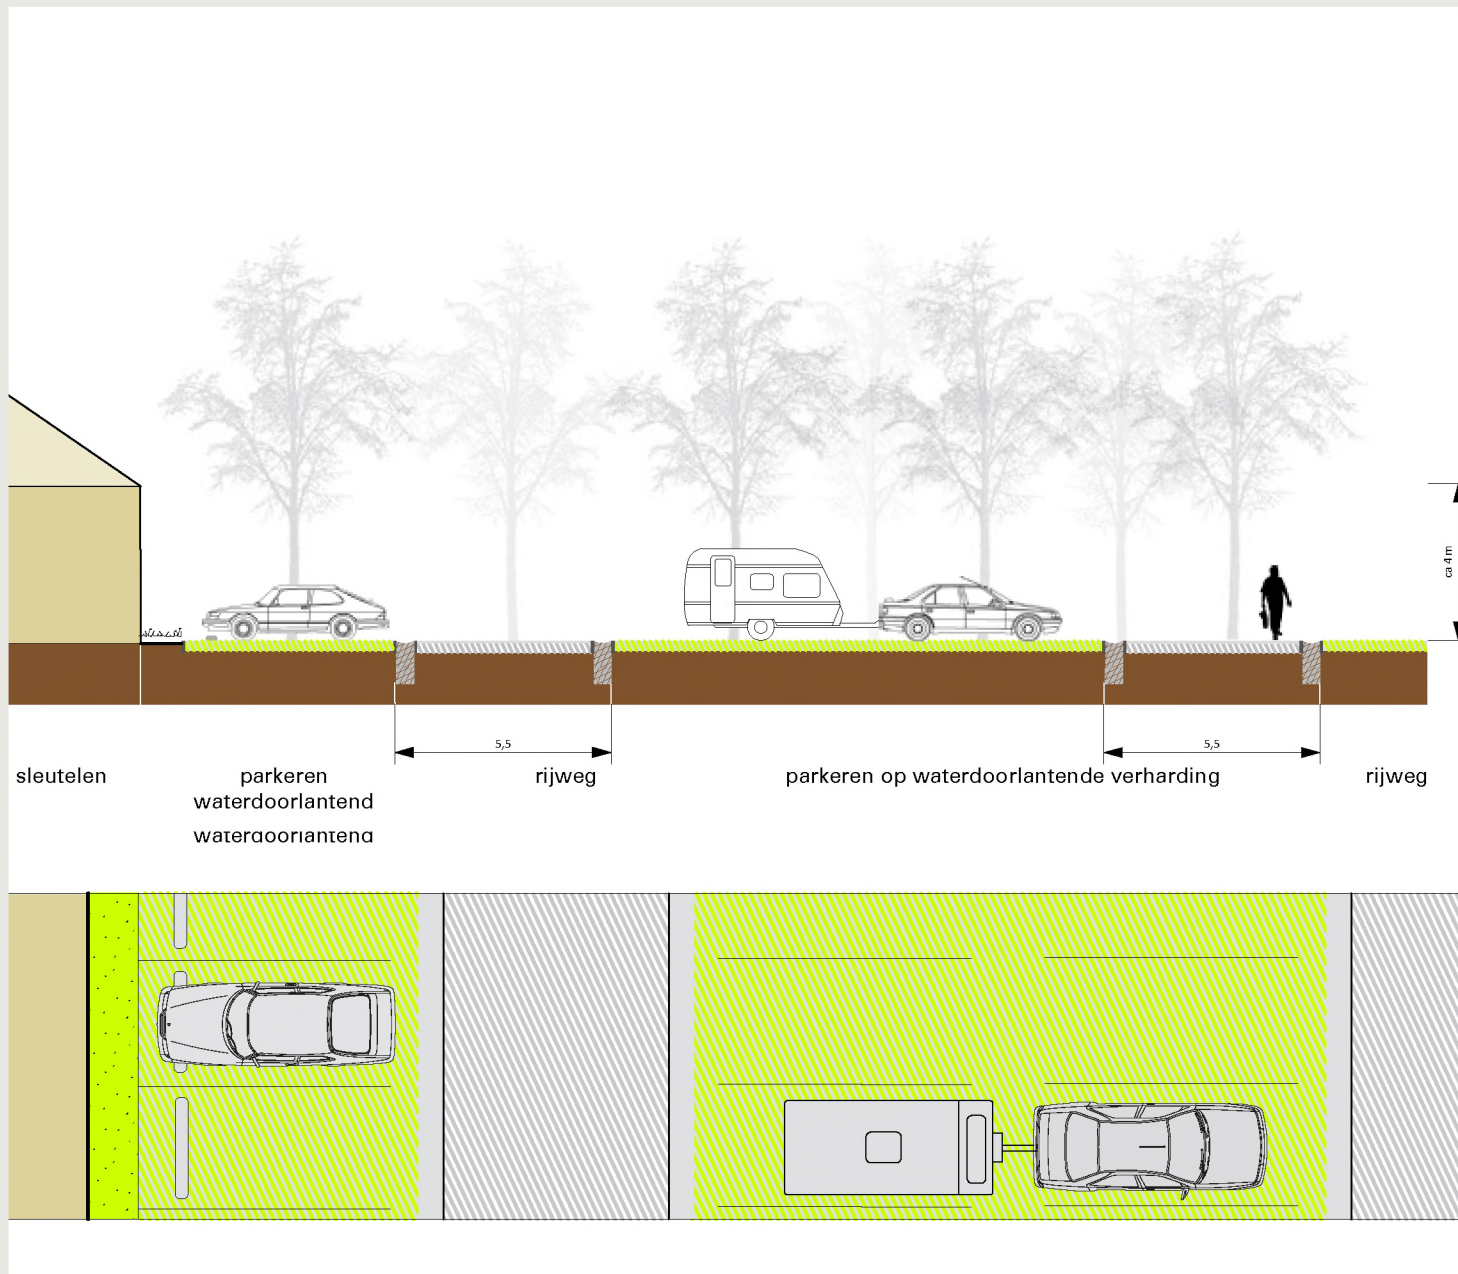 ca 4 m
5,5
5,5
sleutelen
parkeren
waterdoorlantend
waterdoorlantend
rijweg
parkeren op waterdoorlantende verharding
rijweg